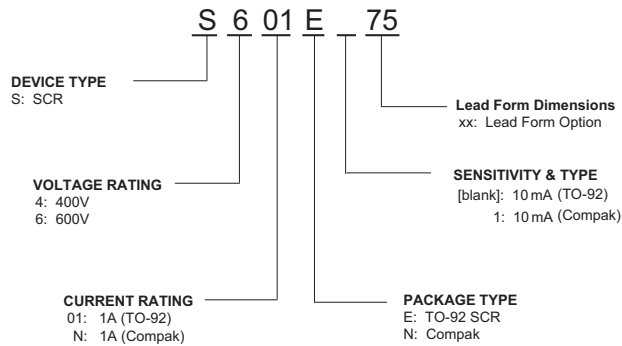 S 6 01 E _ 75
DEVICE TYPE
S: SCR
Lead Form Dimensions
xx: Lead Form Option
VOLTAGE RATING
4: 400V
6: 600V
SENSITIVITY & TYPE
[blank]: 10 mA (TO-92)
1: 10 mA (Compak)
CURRENT RATING
01: 1A (TO-92)
N: 1A (Compak)
PACKAGE TYPE
E: TO-92 SCR
N: Compak